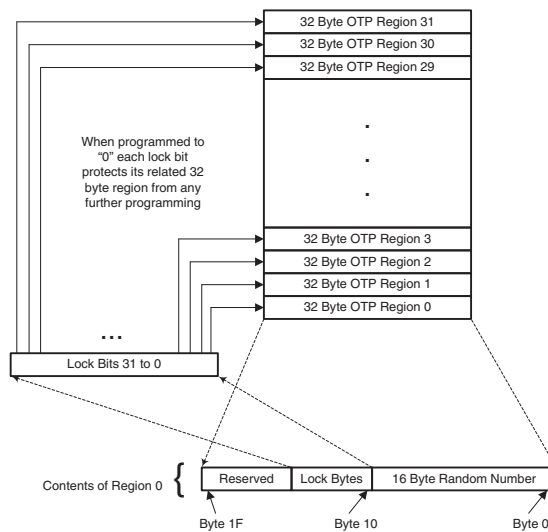 32 Byte OTP Region 31
32 Byte OTP Region 30
32 Byte OTP Region 29
When programmed to
“0” each lock bit
protects its related 32
byte region from any
further programming
.
.
.
32 Byte OTP Region 3
32 Byte OTP Region 2
32 Byte OTP Region 1
32 Byte OTP Region 0
...
Lock Bits 31 to 0
Contents of Region 0 {
Reserved
Lock Bytes
16 Byte Random Number
Byte 1F
Byte 10
Byte 0